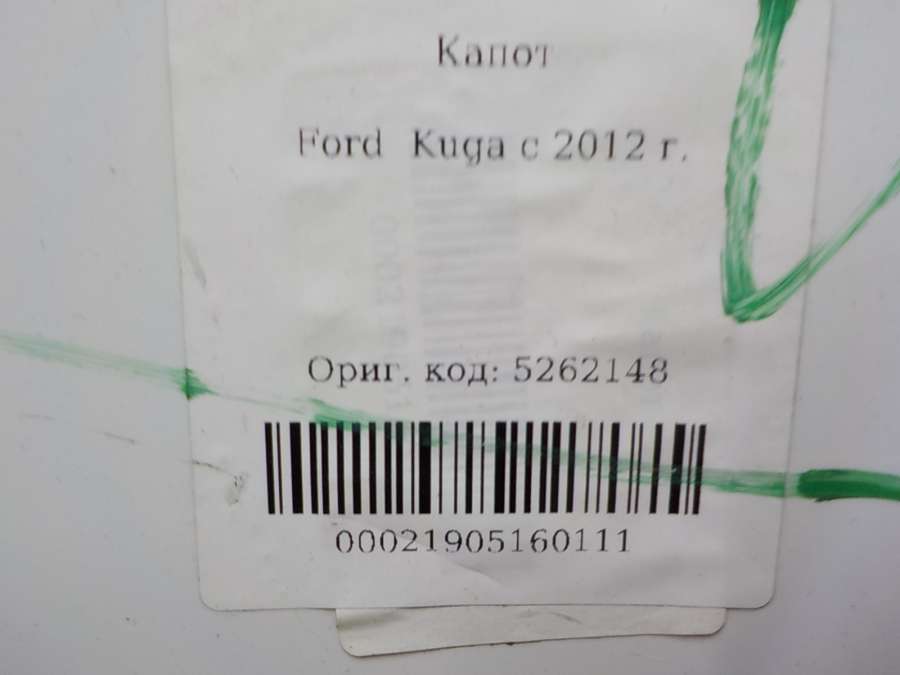 Капот
Ford Kuga с 2012 г.
Ориг. код: 5262148
00021905160111